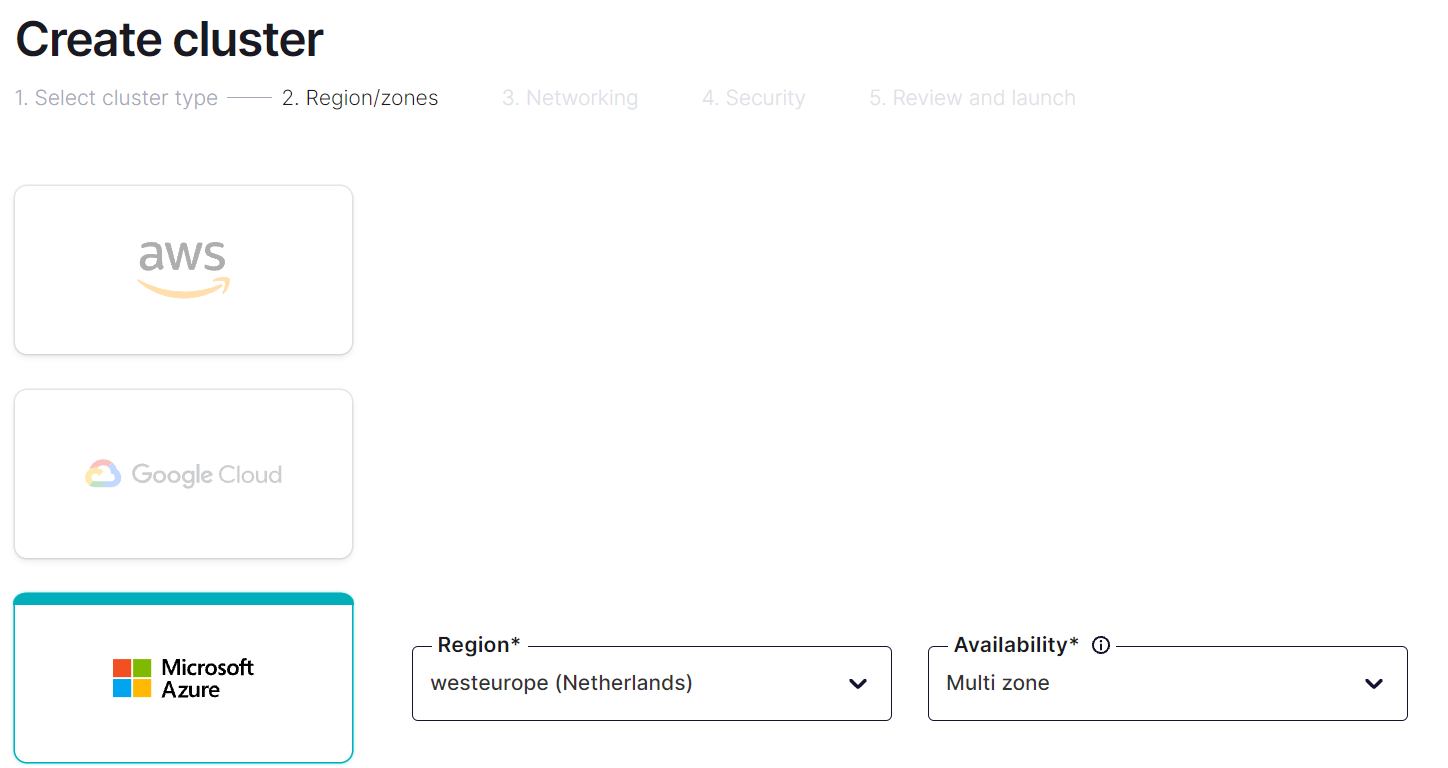 Create cluster
1. Select cluster type 2. Region/zones 3. Networking 4. Security 5. Review and launch
aws
Google Cloud
Microsoft
Azure
Region*
westeurope (Netherlands)
Availability*
Multi zone